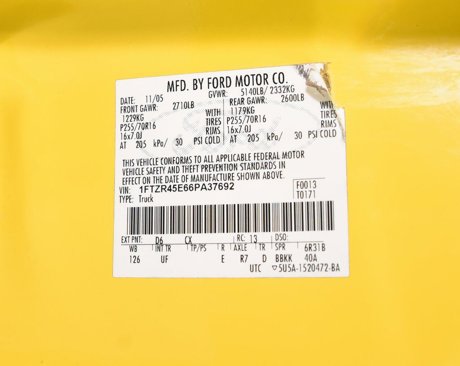 MFD. BY FORD MOTOR CO.
DATE: 11/05 GVWR: 5140LB/ 2332KG
FRONT GAWR: 2710LB REAR GAWR: 2600LB
1229KG WITH 1179KG WITH
P255/70R16 TIRES P255/70R16 TIRES
16x7.0J RIMS 16x7.0J RIMS
AT 205 kPa/ 30 PSI COLD AT 205 kPa/ 30 PSI COLD
THIS VEHICLE CONFORMS TO ALL APPLICABLE FEDERAL MOTOR
VEHICLE SAFETY AND THEFT PREVENTION STANDARDS IN
EFFECT ON THE DATE OF MANUFACTURE SHOWN ABOVE.
VIN: 1FTZR45E66PA37692 F0013
TYPE: Truck T0171
EXT PNT: D6 CX RC: 13 DSO:
WB INT TR TP/PS R AXLE TR SPR 6R31B
126 UF E R7 D BBKK 40A
UTC ▽5U5A-1520472-BA